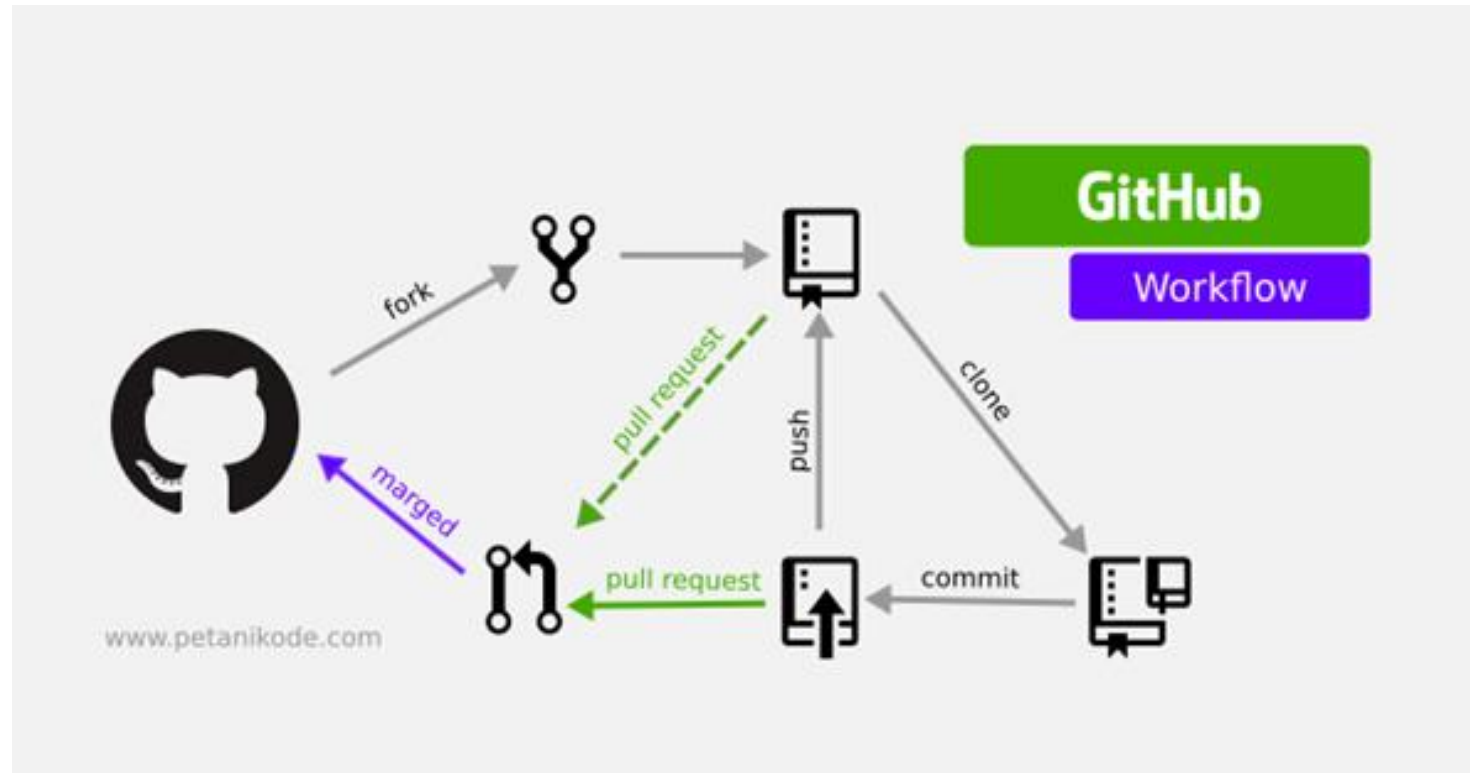 GitHub
Workflow
fork
pull request
clone
push
marged
pull request
commit
www.petanikode.com